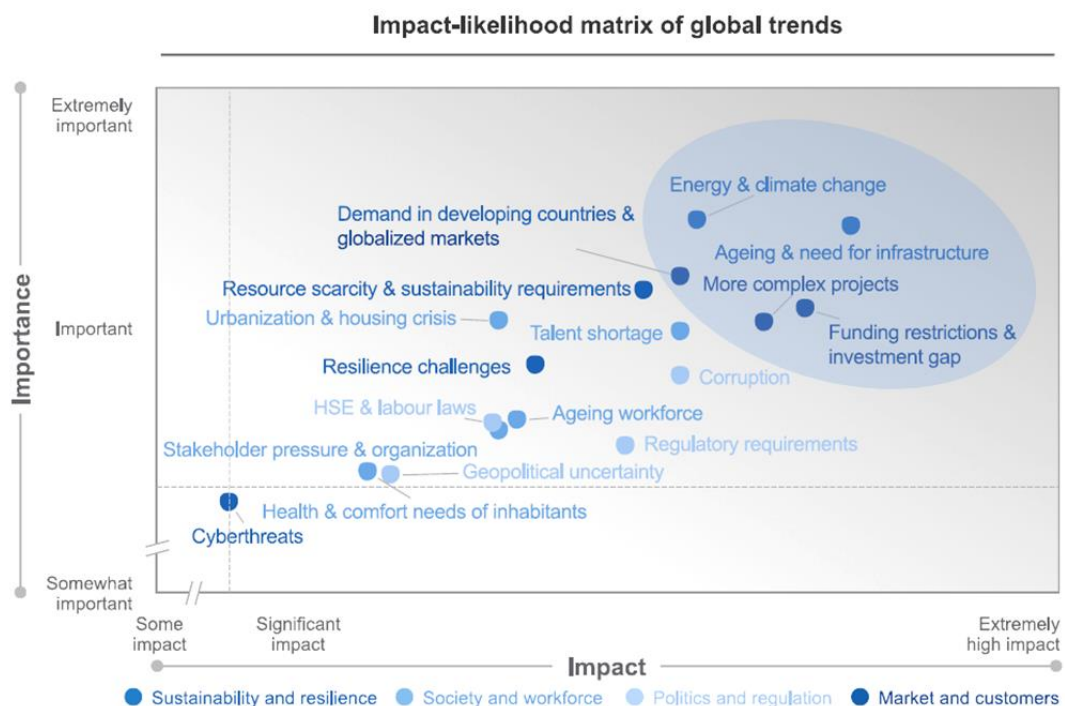 Impact-likelihood matrix of global trends
Extremely
important
Energy & climate change
Demand in developing countries &
globalized markets
Ageing & need for infrastructure
More complex projects
Resource scarcity & sustainability requirements
Urbanization & housing crisis
Important
Talent shortage
Funding restrictions &
investment gap
Resilience challenges
Corruption
HSE & labour laws
Ageing workforce
Stakeholder pressure & organization
Regulatory requirements
Geopolitical uncertainty
Health & comfort needs of inhabitants
Cyberthreats
Importance
Somewhat
important
Some
impact
Significant
impact
Extremely
high impact
Impact
Sustainability and resilience
Society and workforce
Politics and regulation
Market and customers